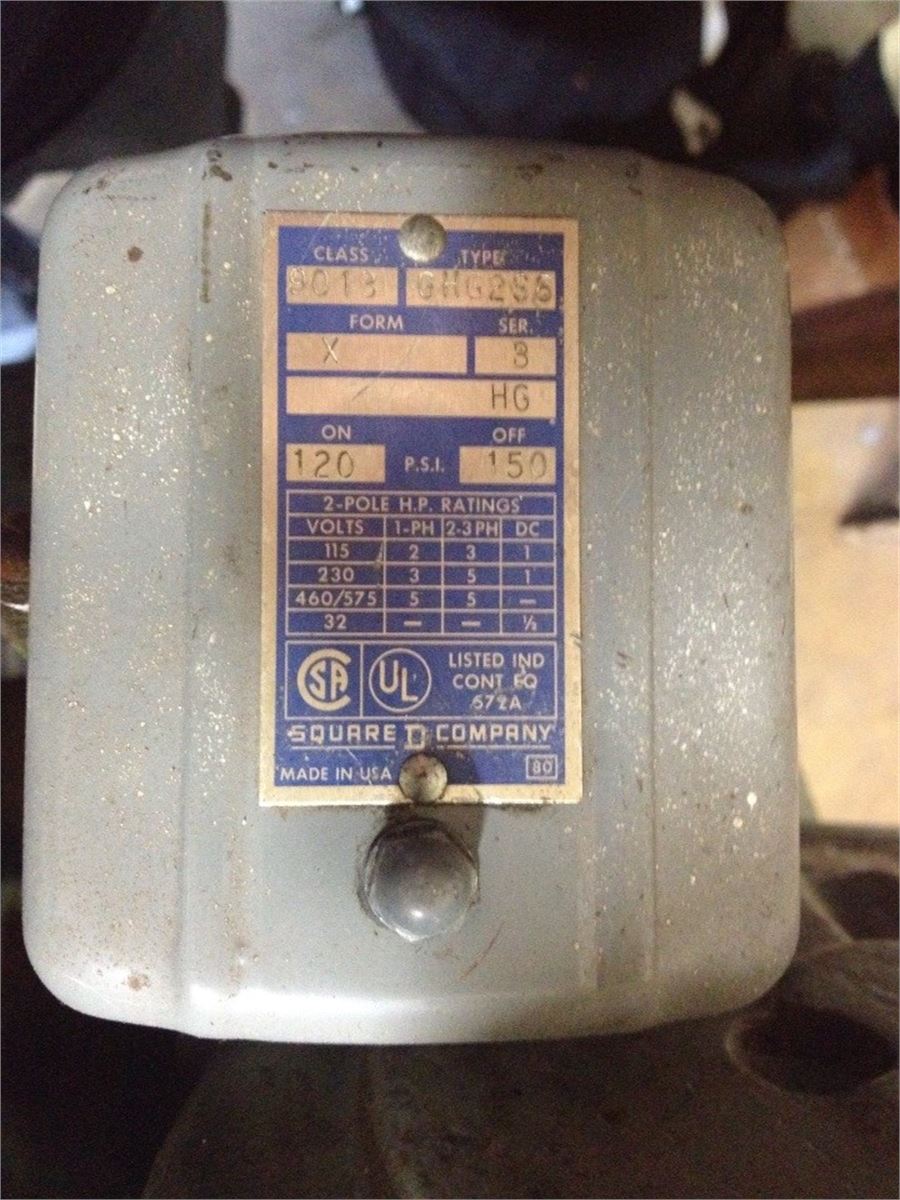 CLASS TYPE
9013 GHG2S5
FORM SER.
X B
HG
ON OFF
120 P.S.I. 150
2-POLE H.P. RATINGS
VOLTS 1-PH 2-3 PH DC
115 2 3 1
230 3 5 1
460/575 5 5 —
32 — — ½
CSA UL LISTED IND
CONT EQ
572A
SQUARE D COMPANY
MADE IN USA 80